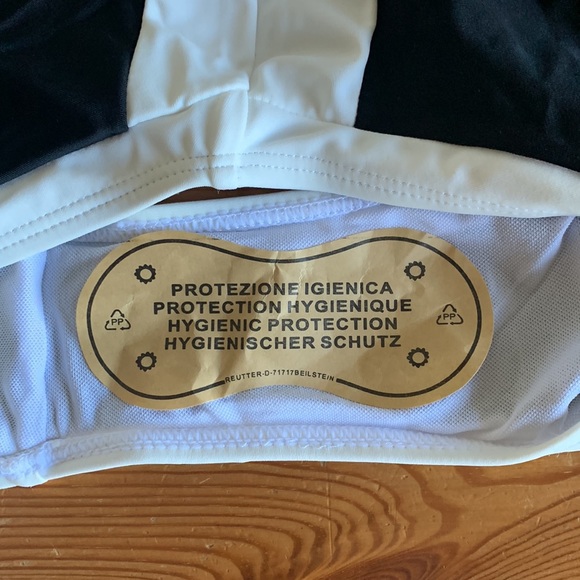 PROTEZIONE IGIENICA
PROTECTION HYGIENIQUE
PP
HYGIENIC PROTECTION
PP
HYGIENISCHER SCHUTZ
REUTTER-D-71717BEILSTEIN